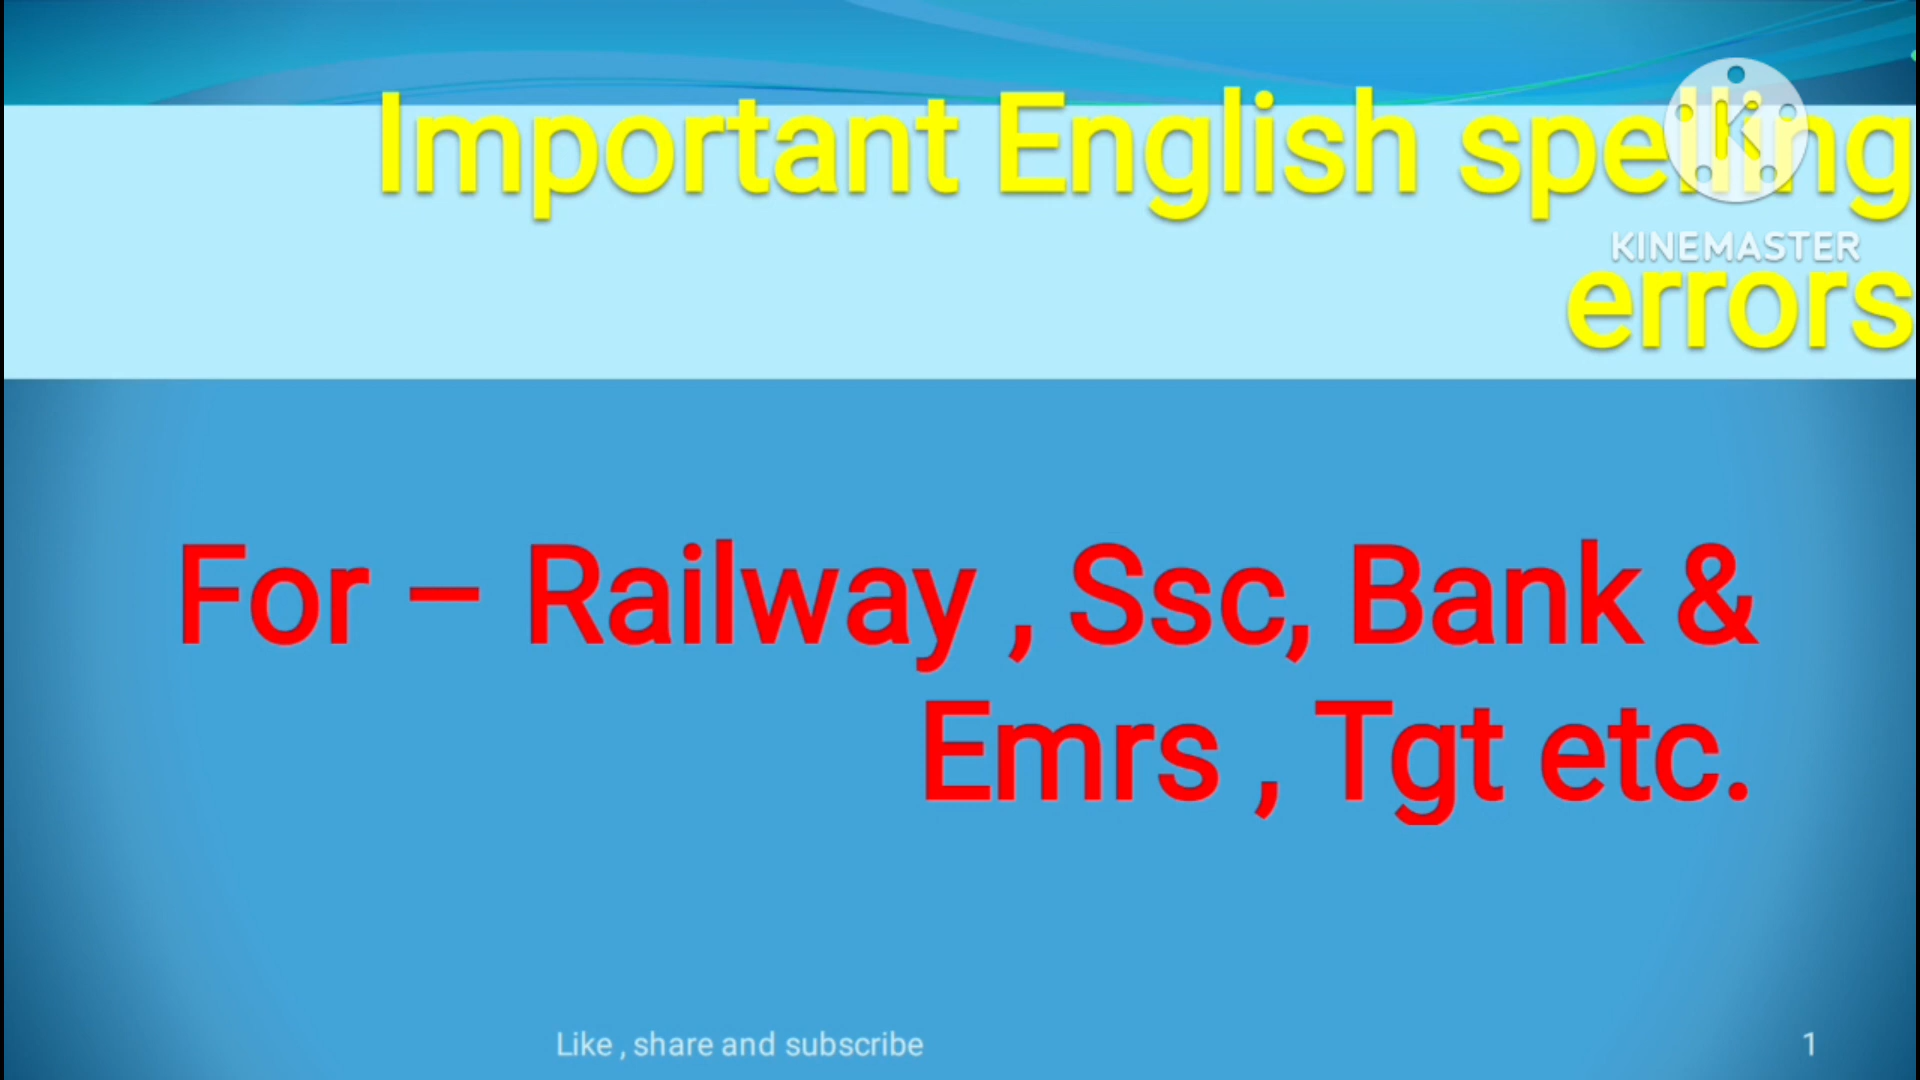 Important English spelling
KINEMASTER
errors
For – Railway , Ssc, Bank &
Emrs , Tgt etc.
Like , share and subscribe
1